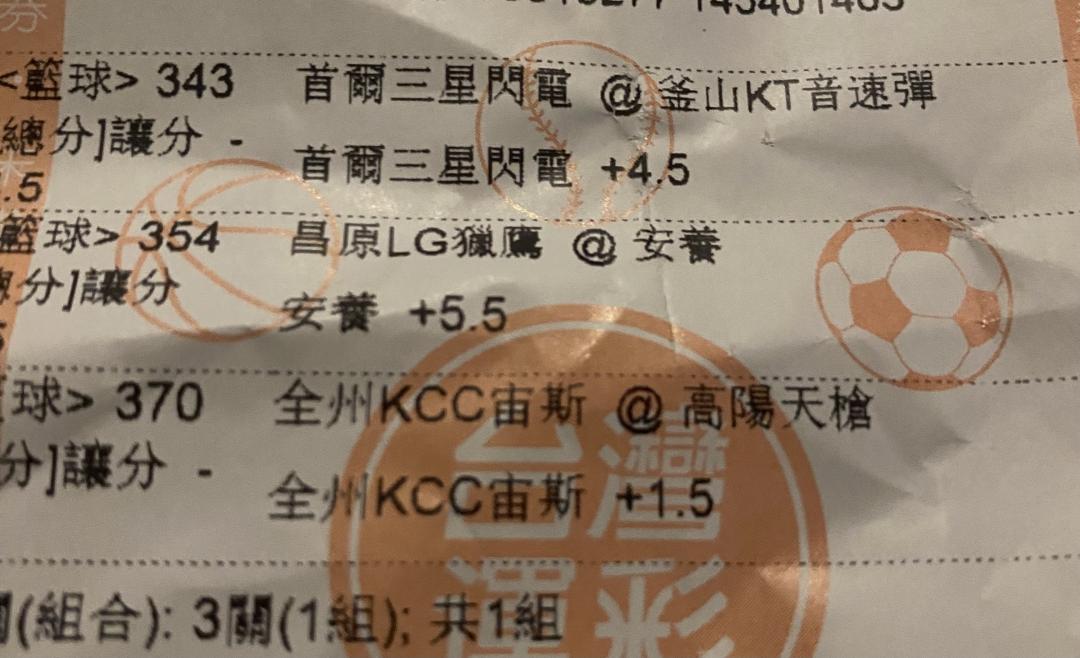 券
<籃球> 343 首爾三星閃電 @ 釜山KT音速彈
總分]讓分 - 首爾三星閃電 +4.5
.5
籃球> 354 昌原LG獵鷹 @ 安養
分]讓分 安養 +5.5
球> 370 全州KCC宙斯 @ 高陽天槍
分]讓分 - 全州KCC宙斯 +1.5
台灣
運彩
關(組合): 3關(1組); 共1組